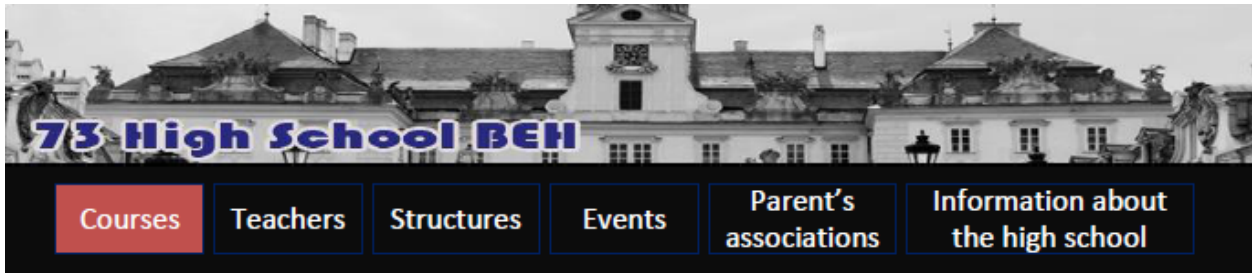 73 High School BEH
Courses
Teachers
Structures
Events
Parent's
associations
Information about
the high school